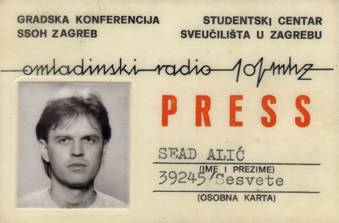 GRADSKA KONFERENCIJA
SSOH ZAGREB
STUDENTSKI CENTAR
SVEUČILIŠTA U ZAGREBU
omladinski radio 101 mhz
PRESS
SEAD ALIĆ
(IME I PREZIME)
39245/Sesvete
(OSOBNA KARTA)